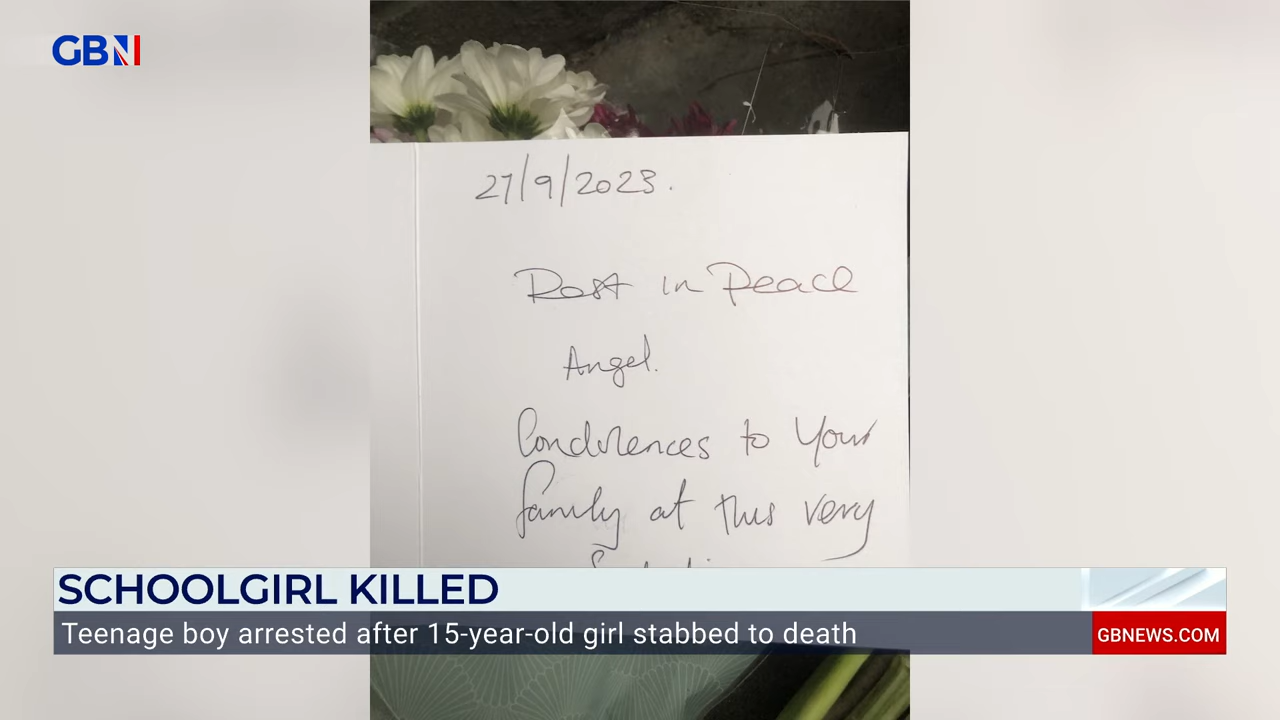 GBN
27/9/2023.
Rest in Peace
Angel.
Condolences to Your
family at this very
SCHOOLGIRL KILLED
Teenage boy arrested after 15-year-old girl stabbed to death
GBNEWS.COM